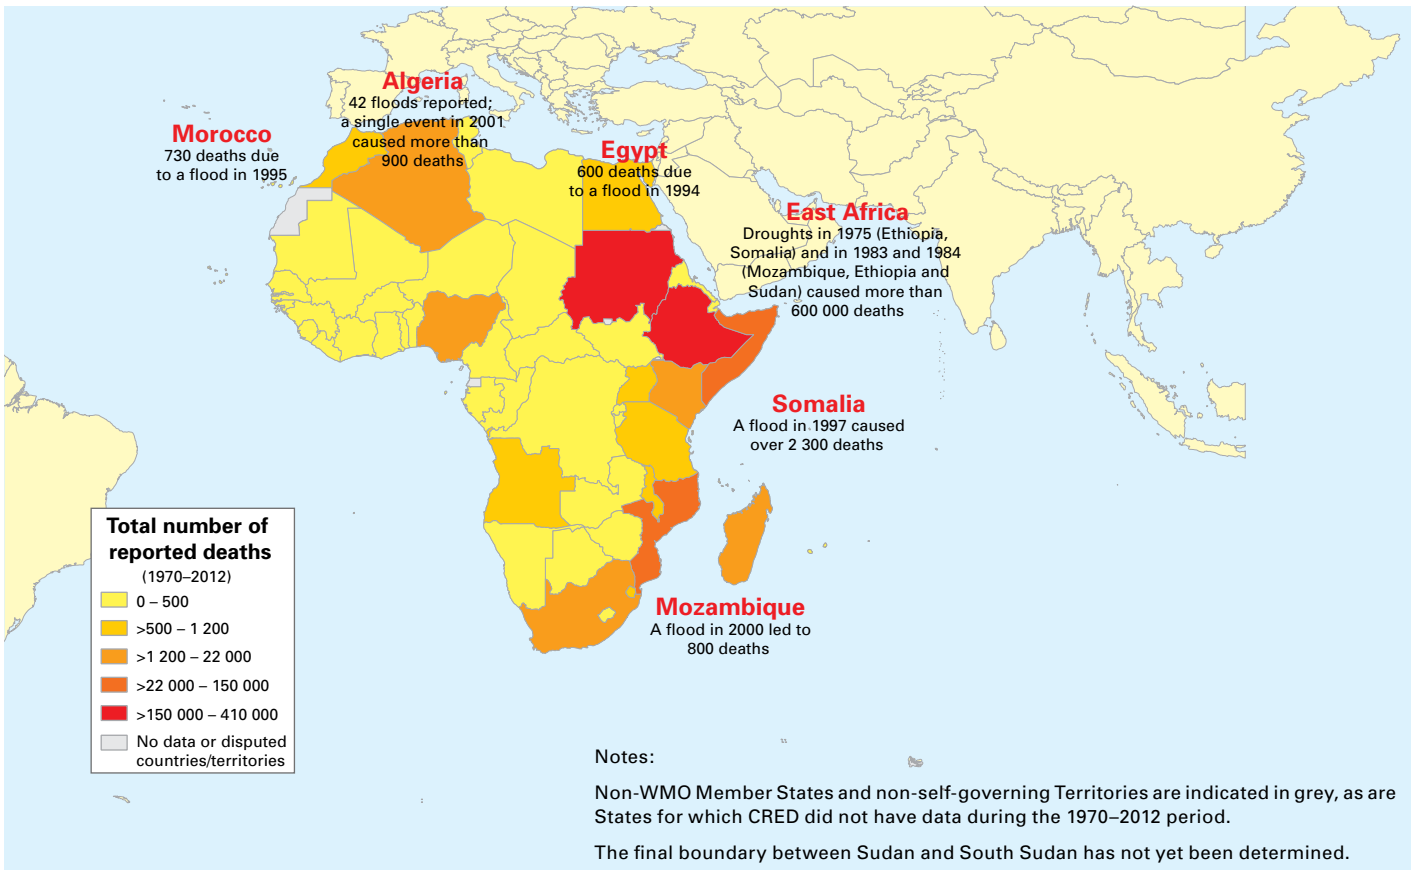 Algeria
42 floods reported;
a single event in 2001
caused more than
900 deaths
Morocco
730 deaths due
to a flood in 1995
Egypt
600 deaths due
to a flood in 1994
East Africa
Droughts in 1975 (Ethiopia,
Somalia) and in 1983 and 1984
(Mozambique, Ethiopia and
Sudan) caused more than
600 000 deaths
Somalia
A flood in 1997 caused
over 2 300 deaths
Mozambique
A flood in 2000 led to
800 deaths
Total number of
reported deaths
(1970–2012)
0 – 500
>500 – 1 200
>1 200 – 22 000
>22 000 – 150 000
>150 000 – 410 000
No data or disputed
countries/territories
Notes:
Non-WMO Member States and non-self-governing Territories are indicated in grey, as are
States for which CRED did not have data during the 1970–2012 period.
The final boundary between Sudan and South Sudan has not yet been determined.